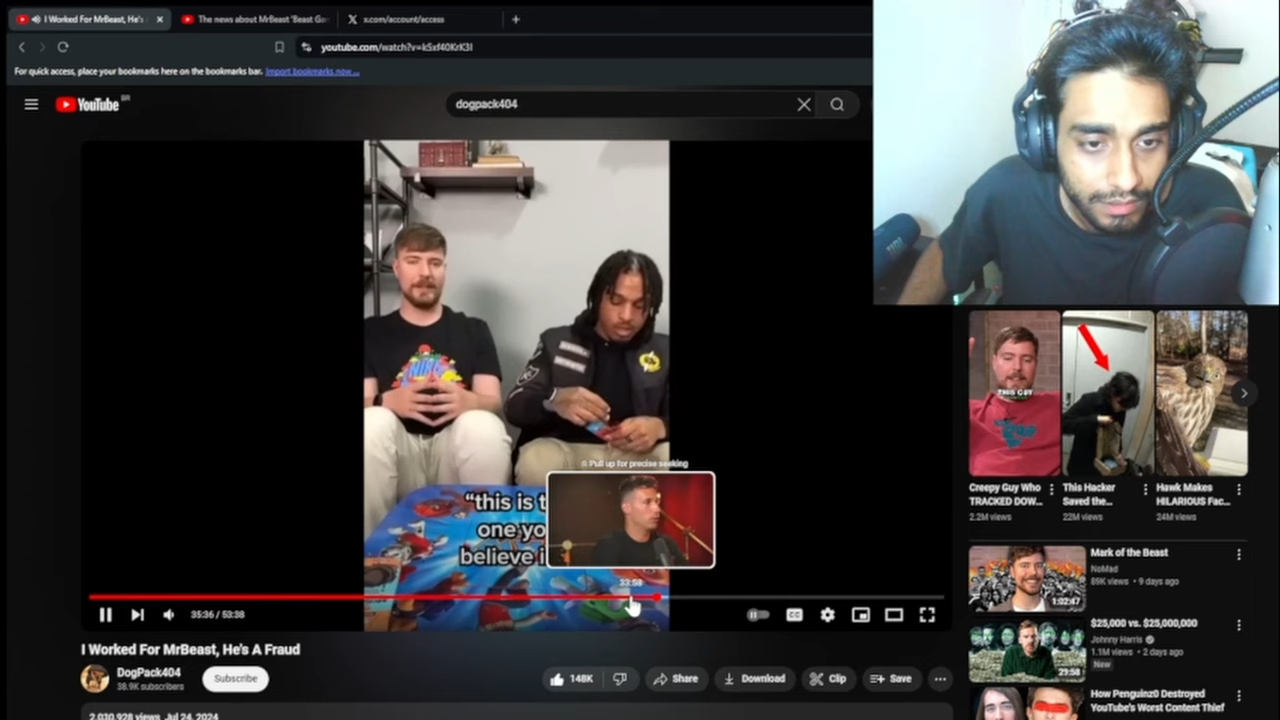 I Worked For MrBeast, He's
The news about MrBeast 'Beast Ga
x.com/account/access
youtube.com/watch?v=k5xf40KrK3I
For quick access, place your bookmarks here on the bookmarks bar. Import bookmarks now...
YouTube BR
dogpack404
"this is t
one yo
believe i
Pull up for precise seeking
33:58
35:36 / 53:38
CC
I Worked For MrBeast, He's A Fraud
DogPack404
38.9K subscribers
Subscribe
148K
Share
Download
Clip
Save
2,030,928 views Jul 24, 2024
THIS GUY
Creepy Guy Who
TRACKED DOW...
2.2M views
This Hacker
Saved the...
22M views
Hawk Makes
HILARIOUS Fac...
24M views
Mark of the Beast
NoMad
89K views • 9 days ago
1:02:47
$25,000 vs. $25,000,000
Johnny Harris
1.1M views • 2 days ago
New
29:58
How Penguinz0 Destroyed
YouTube's Worst Content Thief